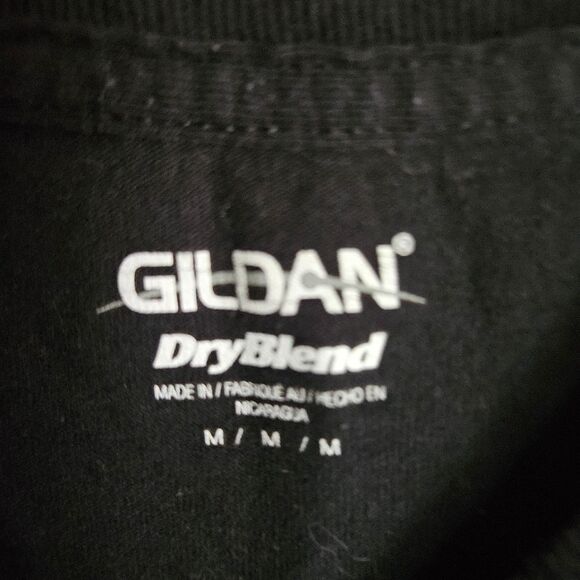 GILDAN®
DryBlend
MADE IN / FABRIQUÉ AU / HECHO EN
NICARAGUA
M / M / M